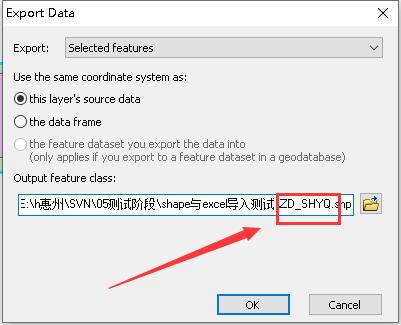 Export Data
Export: Selected features
Use the same coordinate system as:
this layer's source data
the data frame
the feature dataset you export the data into
(only applies if you export to a feature dataset in a geodatabase)
Output feature class:
E:\h惠州\SVN\05测试阶段\shape与excel导入测试\ZD_SHYQ.shp
OK
Cancel